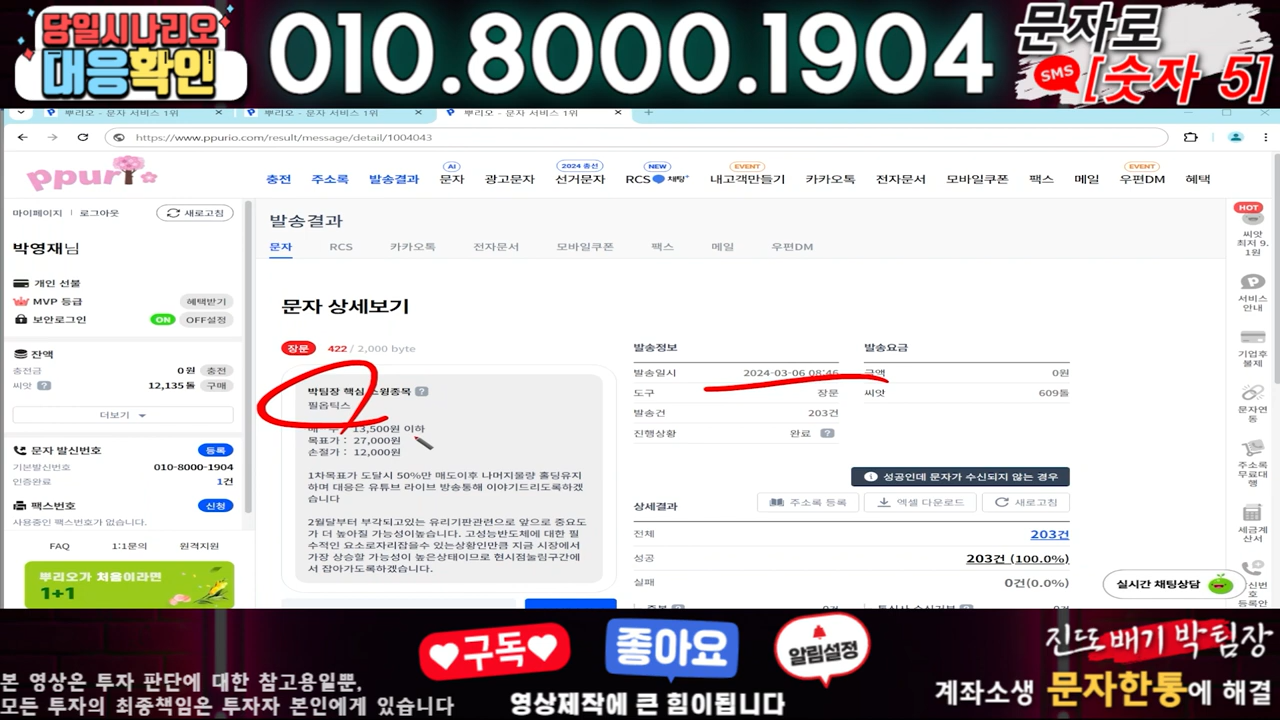 당일시나리오
대응확인
010.8000.1904
문자로
SMS
[숫자 5]
뿌리오 - 문자 서비스 1위
뿌리오 - 문자 서비스 1위
뿌리오 - 문자 서비스 1위
https://www.ppurio.com/result/message/detail/1004043
ppurio
충전
주소록
발송결과
AI
문자
광고문자
2024 총선
선거문자
NEW
RCS 채팅+
EVENT
내고객만들기
카카오톡
전자문서
모바일쿠폰
팩스
메일
EVENT
우편DM
혜택
마이페이지 | 로그아웃
새로고침
박영재님
개인 선불
MVP 등급
혜택받기
보안로그인
ON
OFF설정
잔액
충전금
0원
충전
씨앗 ?
12,135톨
구매
더보기
문자 발신번호
등록
기본발신번호
010-8000-1904
인증완료
1건
팩스번호
신청
사용중인 팩스번호가 없습니다.
FAQ
1:1문의
원격지원
뿌리오가 처음이라면
1+1
발송결과
문자
RCS
카카오톡
전자문서
모바일쿠폰
팩스
메일
우편DM
문자 상세보기
장문
422 / 2,000 byte
박팀장 핵심 스윙종목 ?
필옵틱스
13,500원 이하
목표가 : 27,000원
손절가 : 12,000원
1차목표가 도달시 50%만 매도이후 나머지물량 홀딩유지
하며 대응은 유튜브 라이브 방송통해 이야기드리도록하겠
습니다
2월달부터 부각되고있는 유리기판관련으로 앞으로 중요도
가 더 높아질 가능성이높습니다. 고성능반도체에 대한 필
수적인 요소로자리잡을수 있는상황인만큼 지금 시장에서
가장 상승할 가능성이 높은상태이므로 현시점눌림구간에
서 잡아가도록하겠습니다.
발송정보
발송일시
2024-03-06 08:46
도구
장문
발송건
203건
진행상황
완료 ?
발송요금
금액
0원
씨앗
609톨
성공인데 문자가 수신되지 않는 경우
상세결과
주소록 등록
엑셀 다운로드
새로고침
전체
203건
성공
203건 (100.0%)
실패
0건(0.0%)
HOT
씨앗
최저 9.
1원
서비스
안내
기업후
불제
문자연
동
주소록
무료대
행
세금계
산서
실시간 채팅상담
구독
좋아요
알림설정
영상제작에 큰 힘이됩니다
본 영상은 투자 판단에 대한 참고용일뿐,
모든 투자의 최종책임은 투자자 본인에게 있습니다
진또배기 박팀장
계좌소생 문자한통에 해결